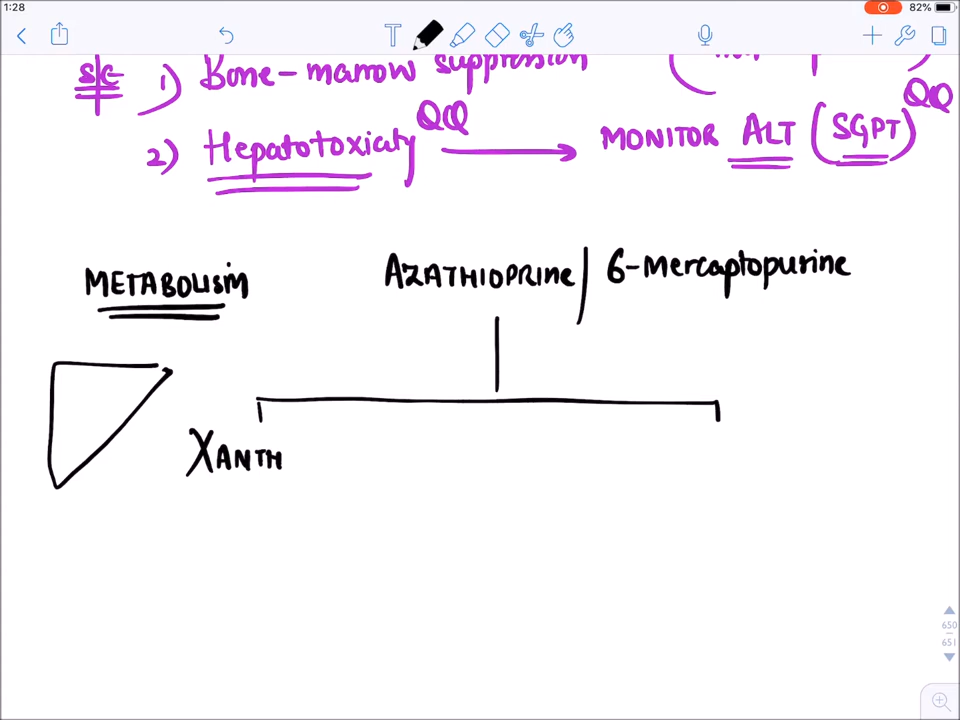 1:28
82%
T
S/E 1) Bone-marrow suppression
QQ
2) Hepatotoxicity QQ → MONITOR ALT (SGPT)
METABOLISM
AZATHIOPRINE / 6-Mercaptopurine
XANTH
650
651